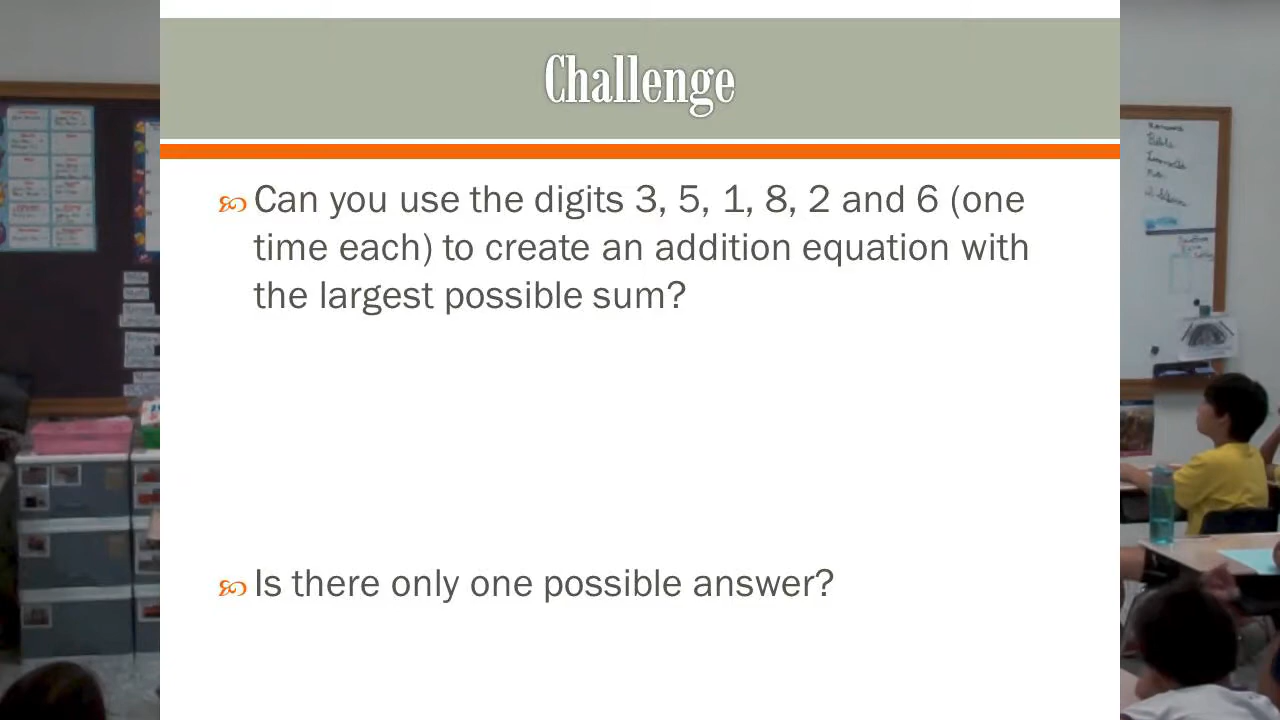 Challenge
Can you use the digits 3, 5, 1, 8, 2 and 6 (one
time each) to create an addition equation with
the largest possible sum?
Is there only one possible answer?